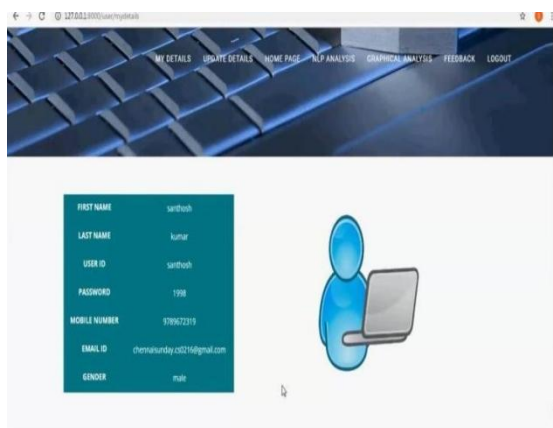 127.0.0.1:8000/user/mydetails
MY DETAILS UPDATE DETAILS HOME PAGE NLP ANALYSIS GRAPHICAL ANALYSIS FEEDBACK LOGOUT
FIRST NAME santhosh
LAST NAME kumar
USER ID santhosh
PASSWORD 1998
MOBILE NUMBER 9789672319
EMAIL ID chennaisunday.cs0216@gmail.com
GENDER male